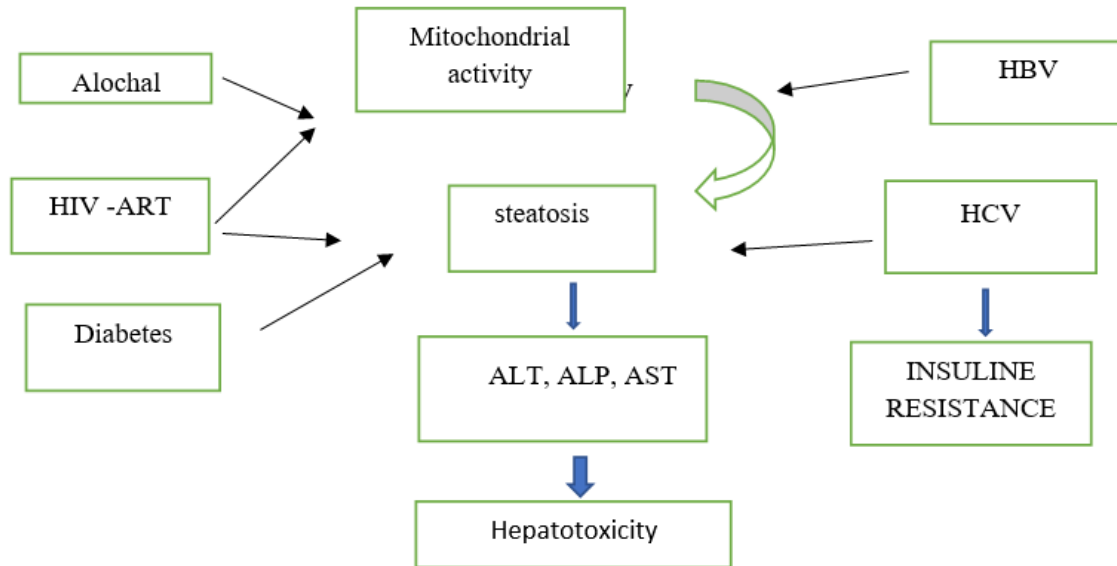 Mitochondrial
activity
Alochal
HBV
HIV -ART
steatosis
HCV
Diabetes
ALT, ALP, AST
INSULINE
RESISTANCE
Hepatotoxicity